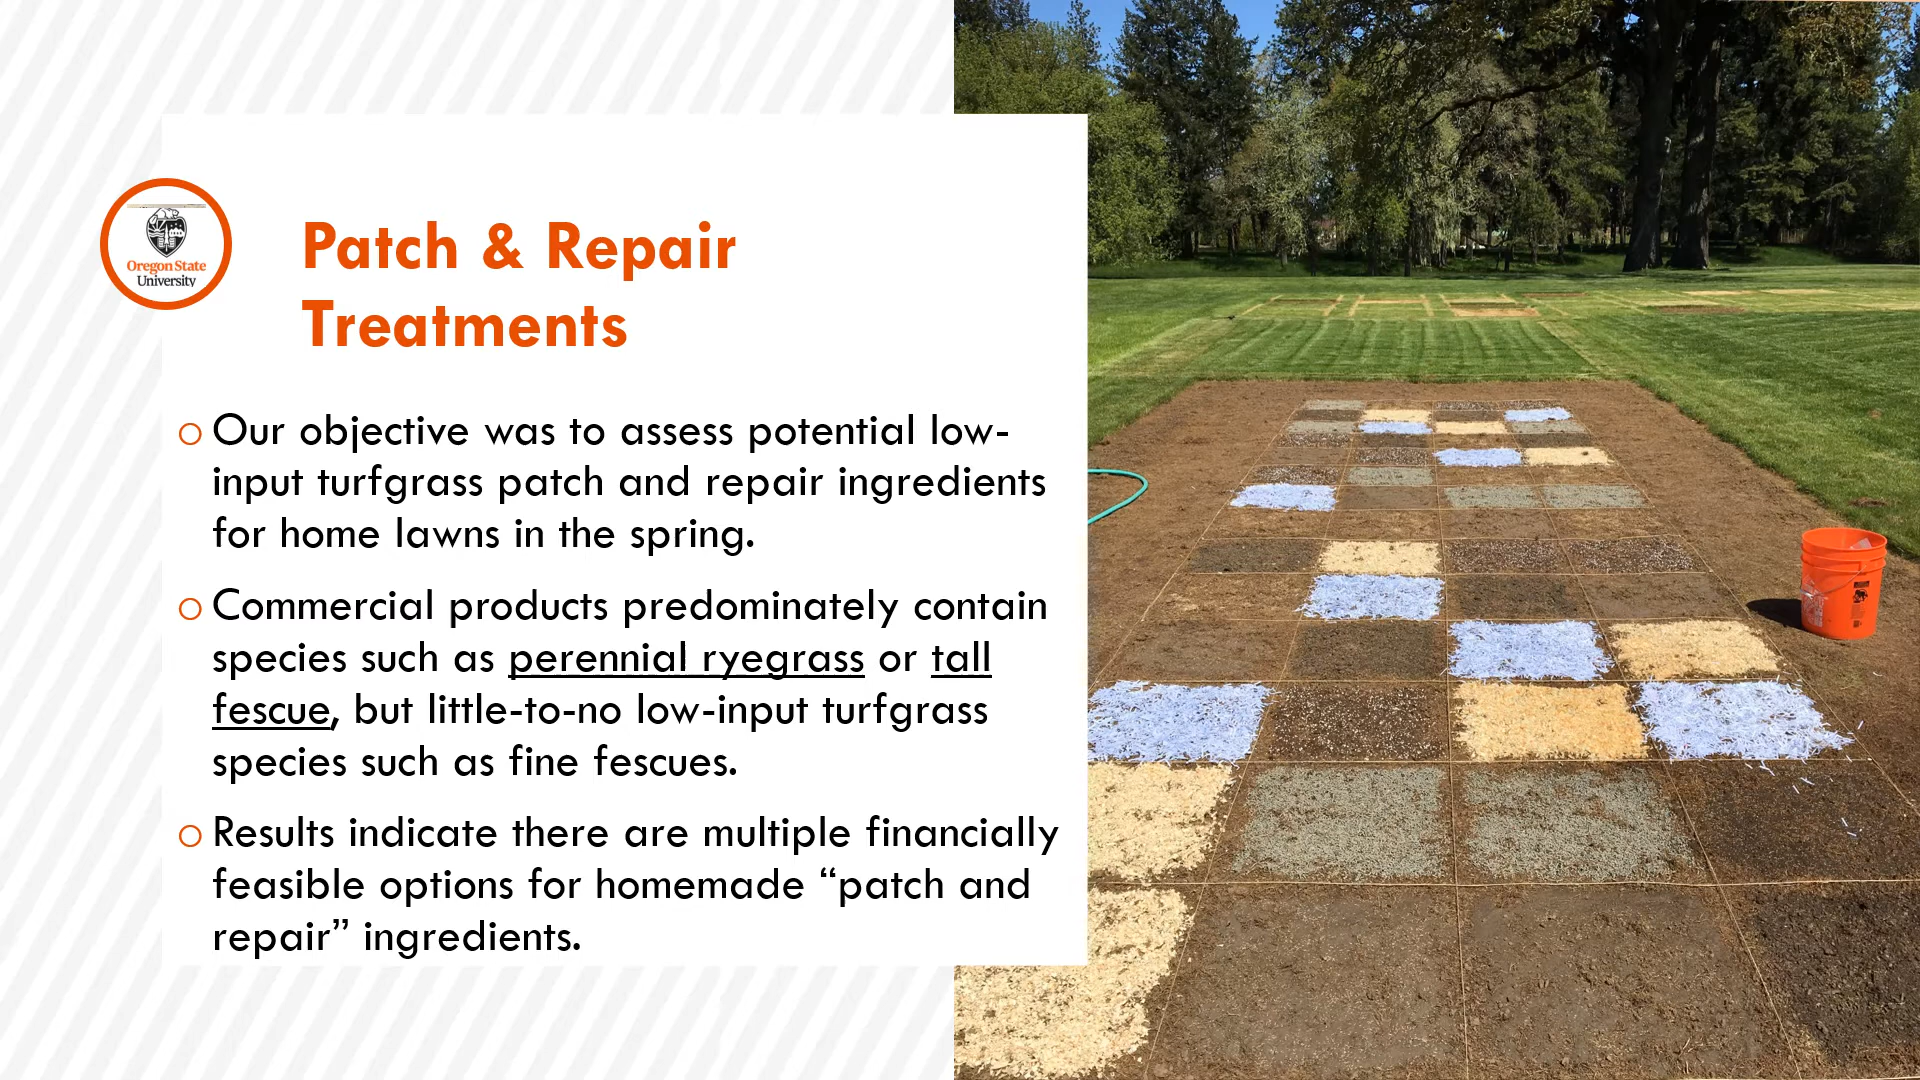 Oregon State
University
Patch & Repair
Treatments
Our objective was to assess potential low-
input turfgrass patch and repair ingredients
for home lawns in the spring.
Commercial products predominately contain
species such as perennial ryegrass or tall
fescue, but little-to-no low-input turfgrass
species such as fine fescues.
Results indicate there are multiple financially
feasible options for homemade “patch and
repair” ingredients.